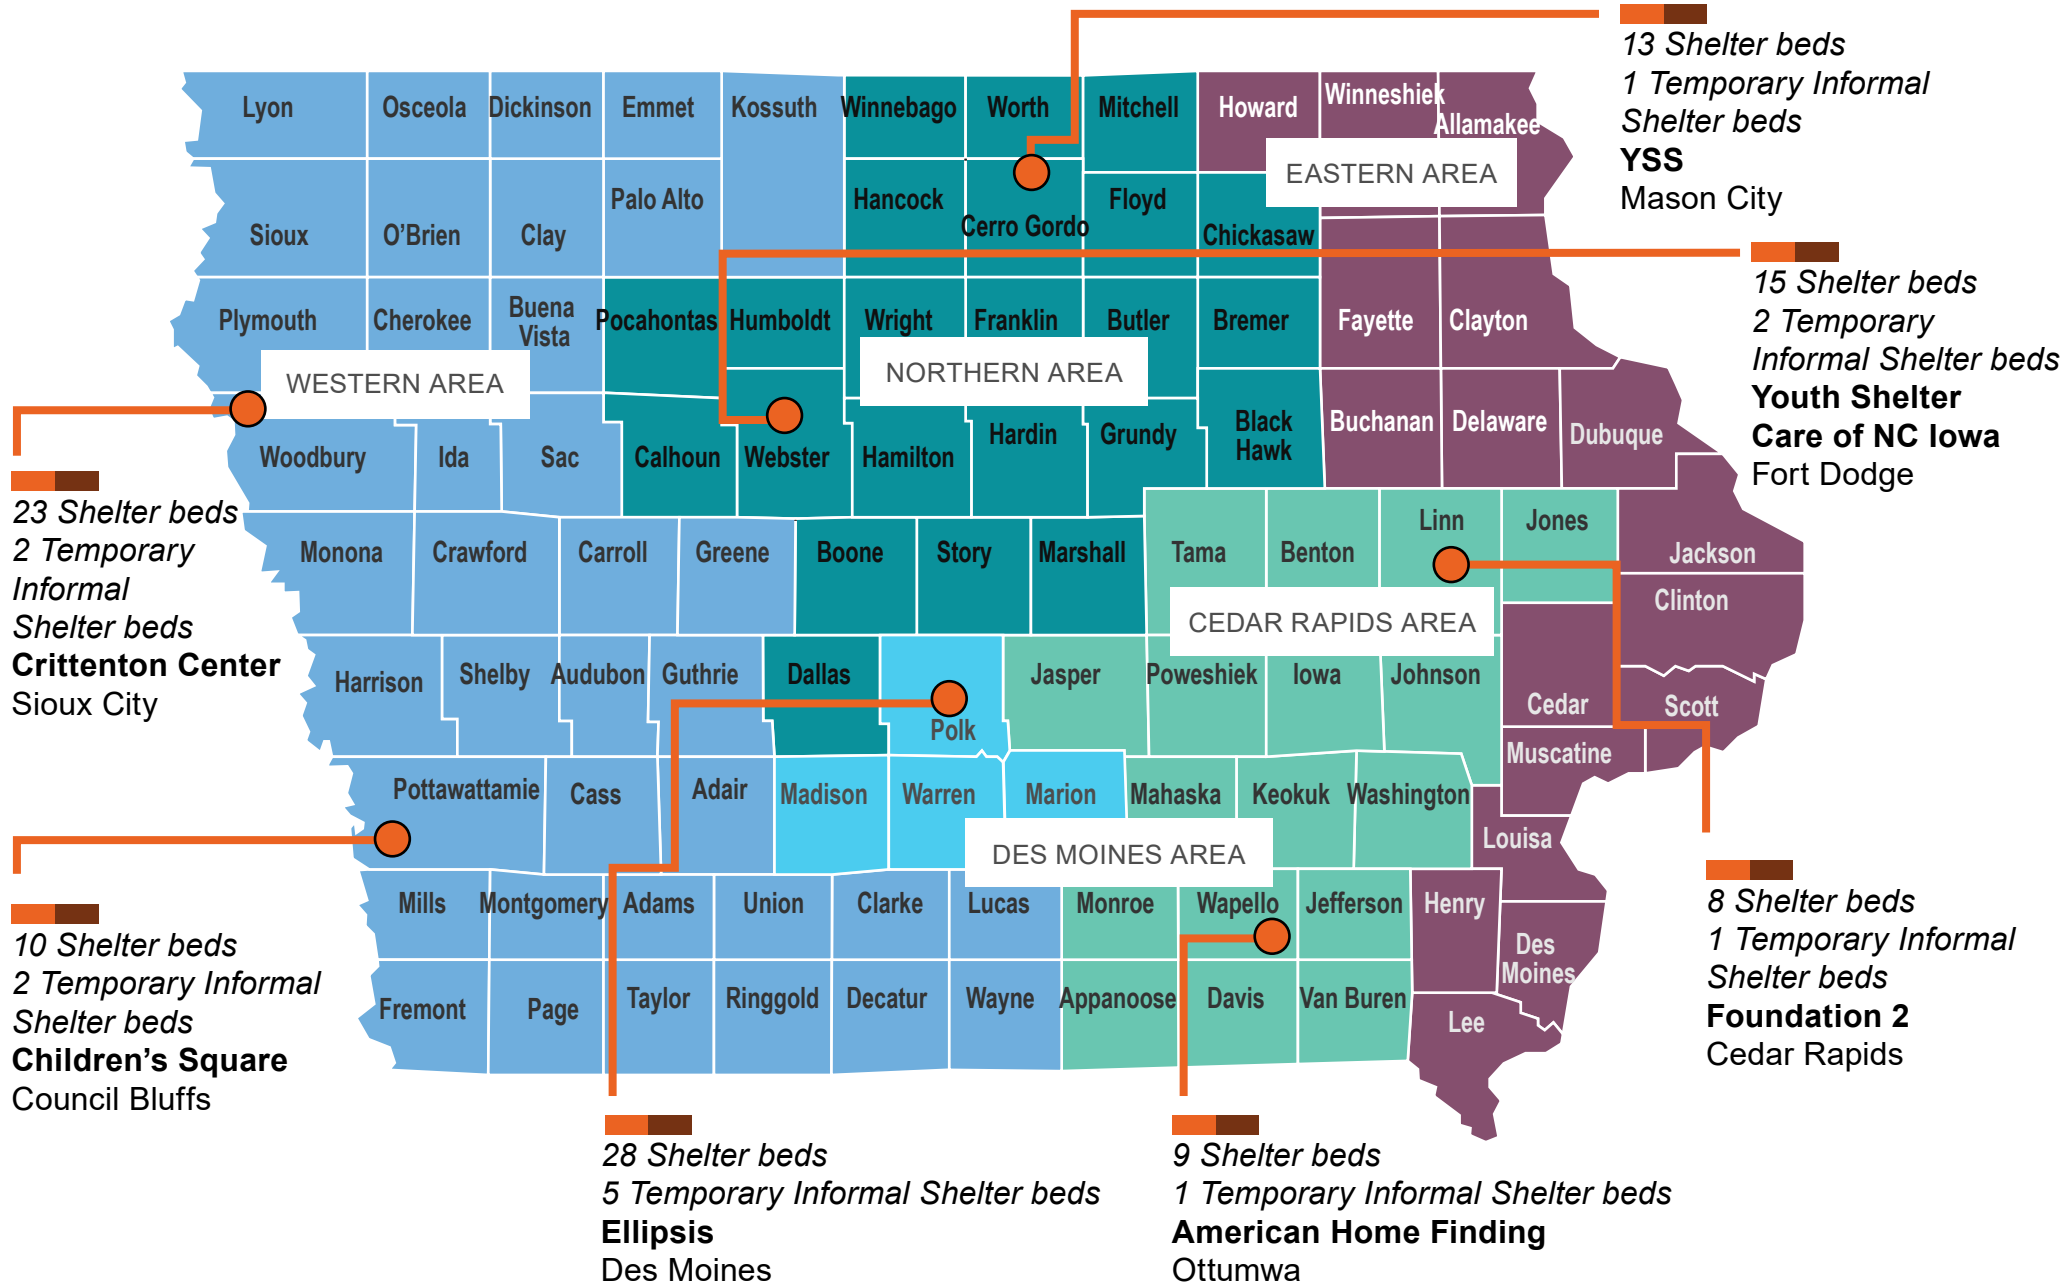 13 Shelter beds
1 Temporary Informal
Shelter beds
YSS
Mason City
15 Shelter beds
2 Temporary
Informal Shelter beds
Youth Shelter
Care of NC Iowa
Fort Dodge
23 Shelter beds
2 Temporary
Informal
Shelter beds
Crittenton Center
Sioux City
10 Shelter beds
2 Temporary Informal
Shelter beds
Children's Square
Council Bluffs
28 Shelter beds
5 Temporary Informal Shelter beds
Ellipsis
Des Moines
9 Shelter beds
1 Temporary Informal Shelter beds
American Home Finding
Ottumwa
8 Shelter beds
1 Temporary Informal
Shelter beds
Foundation 2
Cedar Rapids
WESTERN AREA
NORTHERN AREA
EASTERN AREA
CEDAR RAPIDS AREA
DES MOINES AREA
Lyon
Osceola
Dickinson
Emmet
Kossuth
Winnebago
Worth
Mitchell
Howard
Winneshiek
Allamakee
Sioux
O'Brien
Clay
Palo Alto
Hancock
Cerro Gordo
Floyd
Chickasaw
Plymouth
Cherokee
Buena
Vista
Pocahontas
Humboldt
Wright
Franklin
Butler
Bremer
Fayette
Clayton
Woodbury
Ida
Sac
Calhoun
Webster
Hamilton
Hardin
Grundy
Black
Hawk
Buchanan
Delaware
Dubuque
Monona
Crawford
Carroll
Greene
Boone
Story
Marshall
Tama
Benton
Linn
Jones
Jackson
Clinton
Harrison
Shelby
Audubon
Guthrie
Dallas
Polk
Jasper
Poweshiek
Iowa
Johnson
Cedar
Scott
Muscatine
Pottawattamie
Cass
Adair
Madison
Warren
Marion
Mahaska
Keokuk
Washington
Louisa
Mills
Montgomery
Adams
Union
Clarke
Lucas
Monroe
Wapello
Jefferson
Henry
Des
Moines
Fremont
Page
Taylor
Ringgold
Decatur
Wayne
Appanoose
Davis
Van Buren
Lee